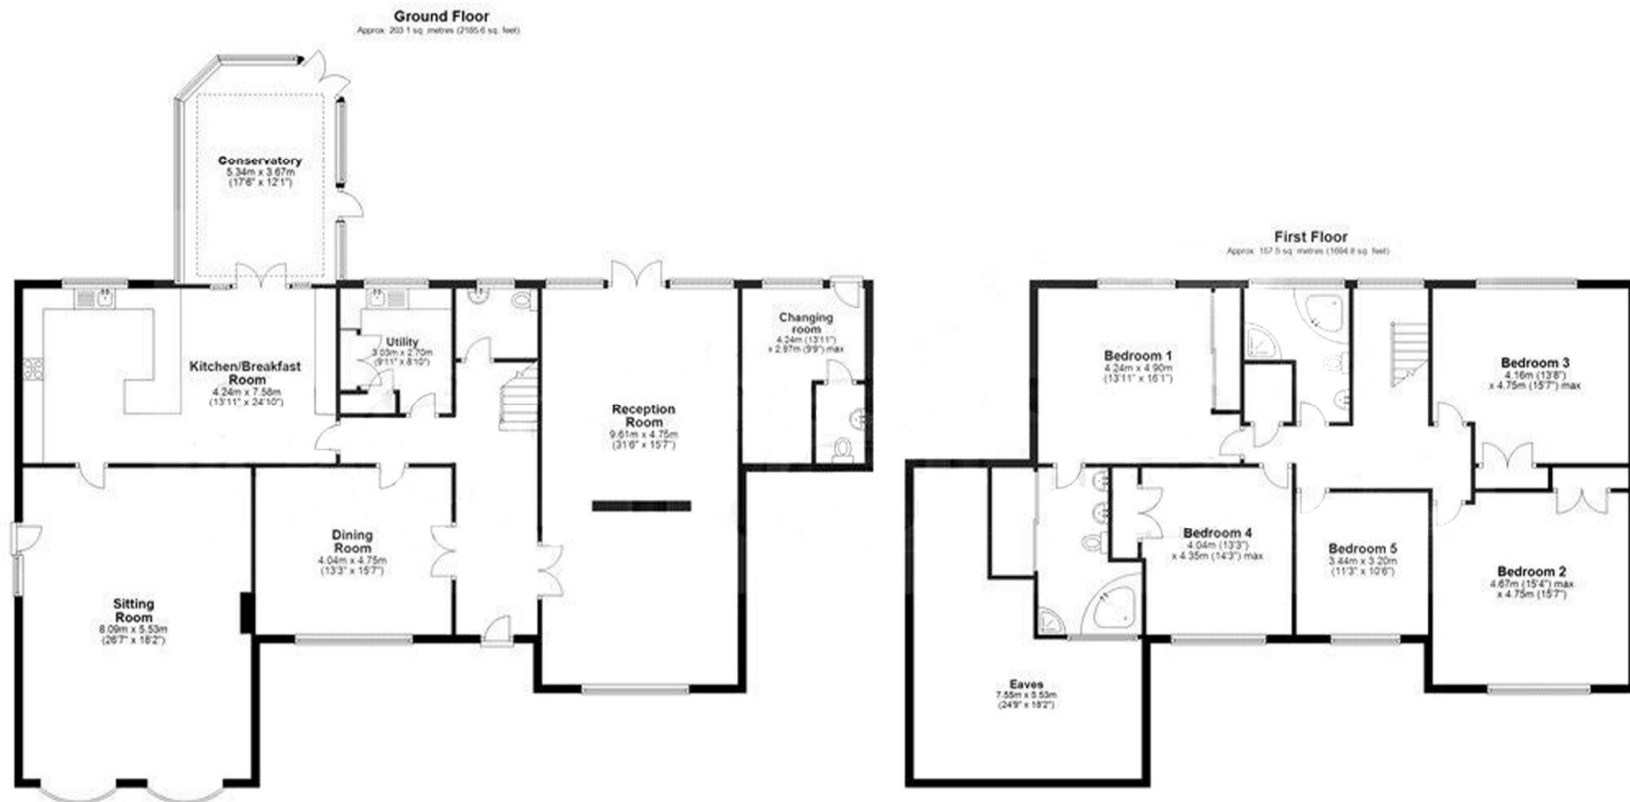 Ground Floor
Approx. 203.1 sq. metres (2185.6 sq. feet)
Conservatory
5.34m x 3.67m
(17'6" x 12'1")
Kitchen/Breakfast
Room
4.24m x 7.58m
(13'11" x 24'10")
Utility
3.03m x 2.70m
(9'11" x 8'10")
Changing
room
4.24m (13'11")
x 2.97m (9'9") max
Reception
Room
9.61m x 4.75m
(31'6" x 15'7")
Dining
Room
4.04m x 4.75m
(13'3" x 15'7")
Sitting
Room
8.09m x 5.53m
(26'7" x 18'2")
First Floor
Approx. 157.5 sq. metres (1694.8 sq. feet)
Bedroom 1
4.24m x 4.90m
(13'11" x 16'1")
Bedroom 3
4.16m (13'8")
x 4.75m (15'7") max
Bedroom 4
4.04m (13'3")
x 4.35m (14'3") max
Bedroom 5
3.44m x 3.20m
(11'3" x 10'6")
Bedroom 2
4.67m (15'4") max
x 4.75m (15'7")
Eaves
7.55m x 5.53m
(24'9" x 18'2")